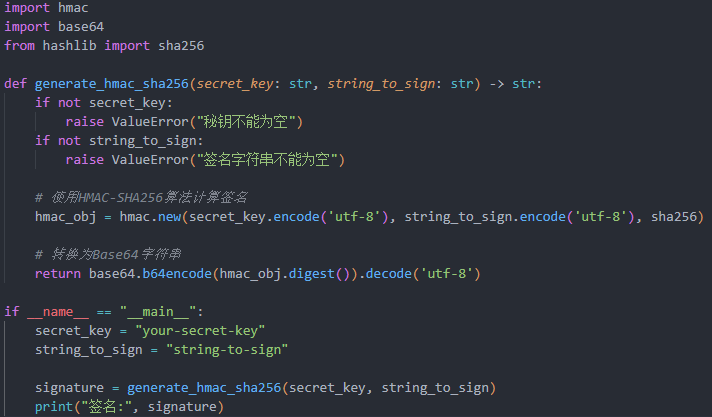 import hmac
import base64
from hashlib import sha256
def generate_hmac_sha256(secret_key: str, string_to_sign: str) -> str:
    if not secret_key:
        raise ValueError("秘钥不能为空")
    if not string_to_sign:
        raise ValueError("签名字符串不能为空")
    # 使用HMAC-SHA256算法计算签名
    hmac_obj = hmac.new(secret_key.encode('utf-8'), string_to_sign.encode('utf-8'), sha256)
    # 转换为Base64字符串
    return base64.b64encode(hmac_obj.digest()).decode('utf-8')
if __name__ == "__main__":
    secret_key = "your-secret-key"
    string_to_sign = "string-to-sign"
    signature = generate_hmac_sha256(secret_key, string_to_sign)
    print("签名:", signature)